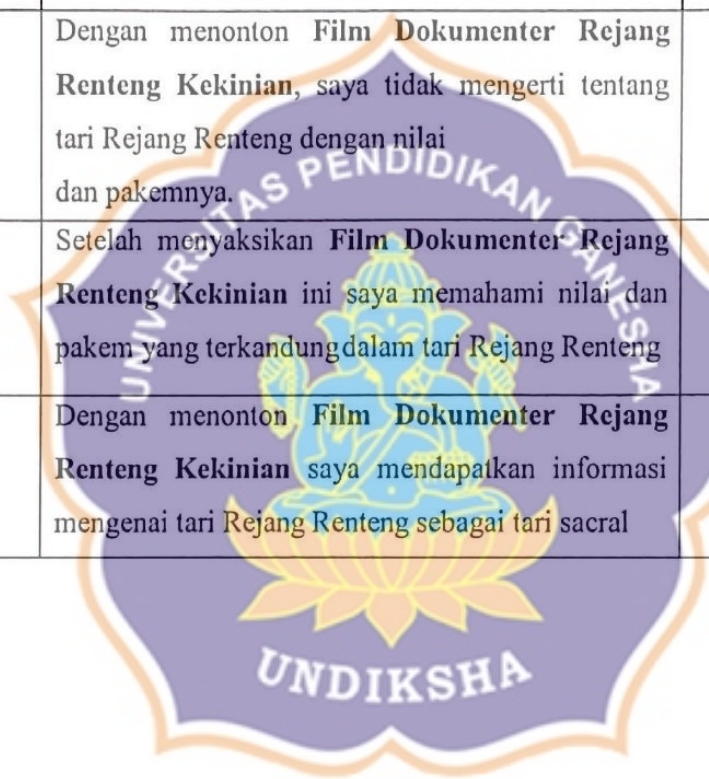 Dengan menonton Film Dokumenter Rejang
Renteng Kekinian, saya tidak mengerti tentang
tari Rejang Renteng dengan nilai
dan pakemnya.
Setelah menyaksikan Film Dokumenter Rejang
Renteng Kekinian ini saya memahami nilai dan
pakem yang terkandung dalam tari Rejang Renteng
Dengan menonton Film Dokumenter Rejang
Renteng Kekinian saya mendapatkan informasi
mengenai tari Rejang Renteng sebagai tari sacral
UNIVERSITAS PENDIDIKAN GANESHA
UNDIKSHA